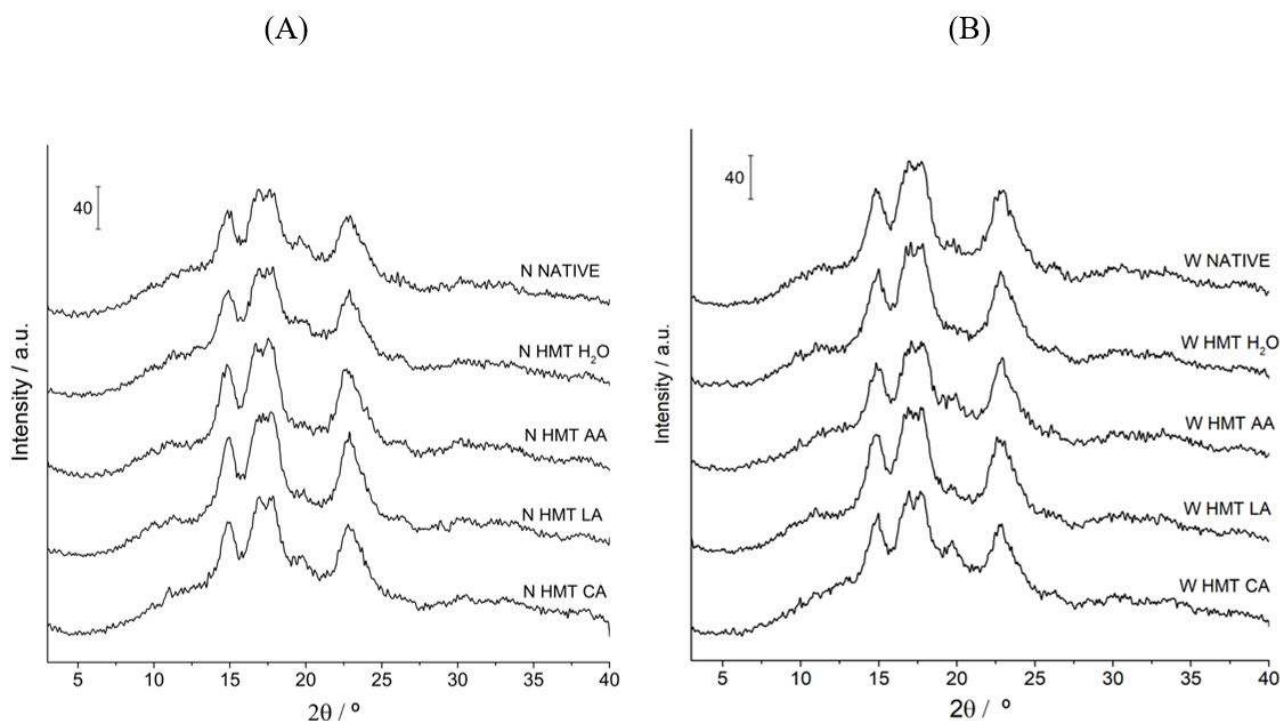 (A)
(B)
40
N NATIVE
N HMT H₂O
N HMT AA
N HMT LA
N HMT CA
Intensity / a.u.
5 10 15 20 25 30 35 40
2θ / º
40
W NATIVE
W HMT H₂O
W HMT AA
W HMT LA
W HMT CA
Intensity / a.u.
5 10 15 20 25 30 35 40
2θ / º